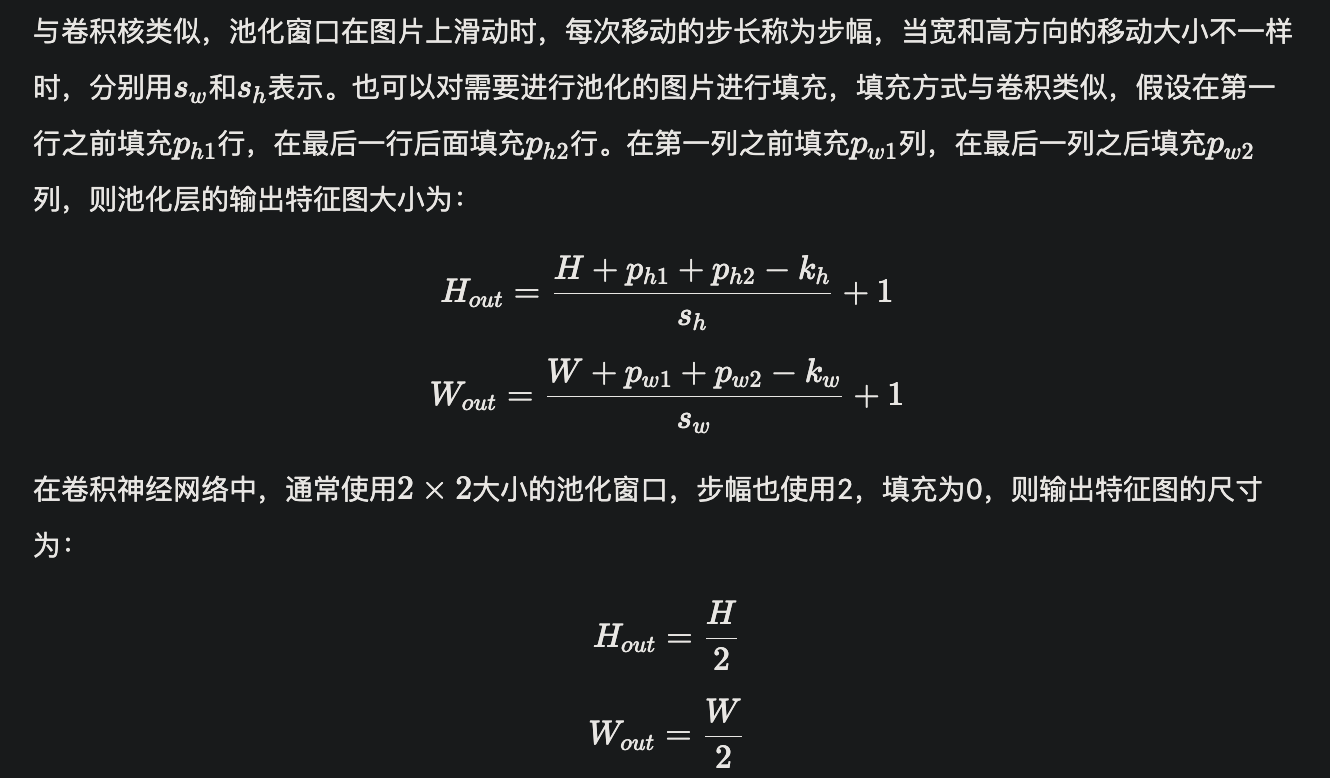 与卷积核类似，池化窗口在图片上滑动时，每次移动的步长称为步幅，当宽和高方向的移动大小不一样
时，分别用$s_w$和$s_h$表示。也可以对需要进行池化的图片进行填充，填充方式与卷积类似，假设在第一
行之前填充$p_{h1}$行，在最后一行后面填充$p_{h2}$行。在第一列之前填充$p_{w1}$列，在最后一列之后填充$p_{w2}$
列，则池化层的输出特征图大小为：
$H_{out} = \frac{H + p_{h1} + p_{h2} - k_h}{s_h} + 1$
$W_{out} = \frac{W + p_{w1} + p_{w2} - k_w}{s_w} + 1$
在卷积神经网络中，通常使用$2 \times 2$大小的池化窗口，步幅也使用2，填充为0，则输出特征图的尺寸
为：
$H_{out} = \frac{H}{2}$
$W_{out} = \frac{W}{2}$